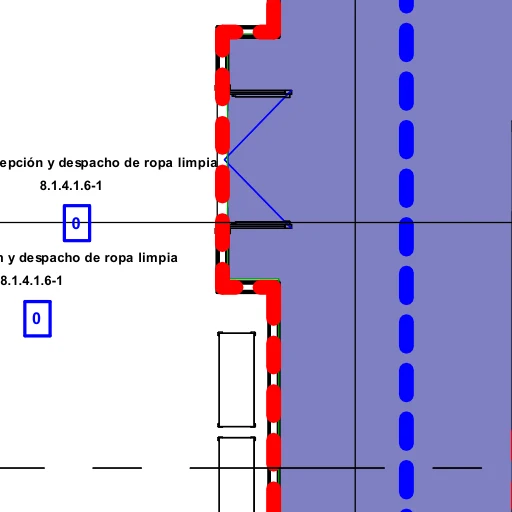 epción y despacho de ropa limpia
8.1.4.1.6-1
0
y despacho de ropa limpia
8.1.4.1.6-1
0